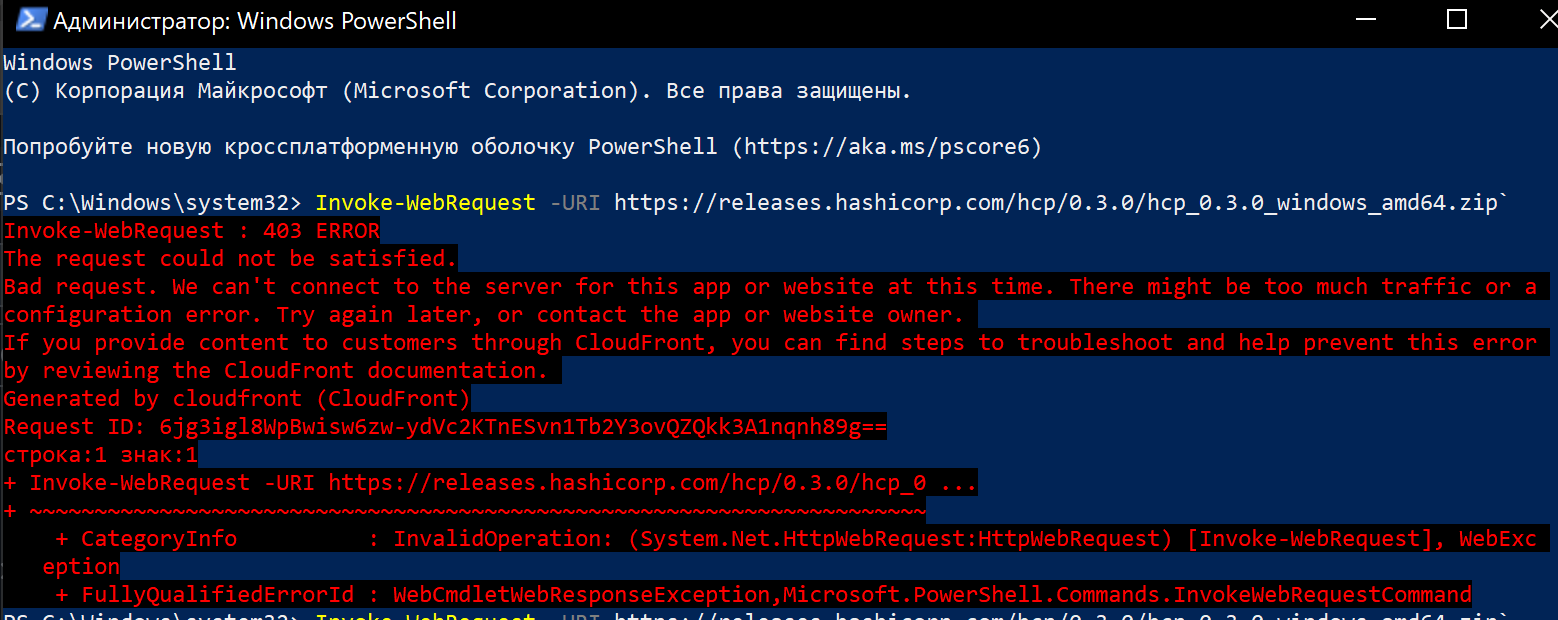 Администратор: Windows PowerShell
Windows PowerShell
(C) Корпорация Майкрософт (Microsoft Corporation). Все права защищены.
Попробуйте новую кроссплатформенную оболочку PowerShell (https://aka.ms/pscore6)
PS C:\Windows\system32> Invoke-WebRequest -URI https://releases.hashicorp.com/hcp/0.3.0/hcp_0.3.0_windows_amd64.zip`
Invoke-WebRequest : 403 ERROR
The request could not be satisfied.
Bad request. We can't connect to the server for this app or website at this time. There might be too much traffic or a
configuration error. Try again later, or contact the app or website owner.
If you provide content to customers through CloudFront, you can find steps to troubleshoot and help prevent this error
by reviewing the CloudFront documentation.
Generated by cloudfront (CloudFront)
Request ID: 6jg3igl8WpBwisw6zw-ydVc2KTnESvn1Tb2Y3ovQZQkk3A1nqnh89g==
строка:1 знак:1
+ Invoke-WebRequest -URI https://releases.hashicorp.com/hcp/0.3.0/hcp_0 ...
+ ~~~~~~~~~~~~~~~~~~~~~~~~~~~~~~~~~~~~~~~~~~~~~~~~~~~~~~~~~~~~~~~~~~~~~
+ CategoryInfo : InvalidOperation: (System.Net.HttpWebRequest:HttpWebRequest) [Invoke-WebRequest], WebExc
eption
+ FullyQualifiedErrorId : WebCmdletWebResponseException,Microsoft.PowerShell.Commands.InvokeWebRequestCommand
PS C:\Windows\system32> Invoke-WebRequest -URI https://releases.hashicorp.com/hcp/0.3.0/hcp_0.3.0_windows_amd64.zip`